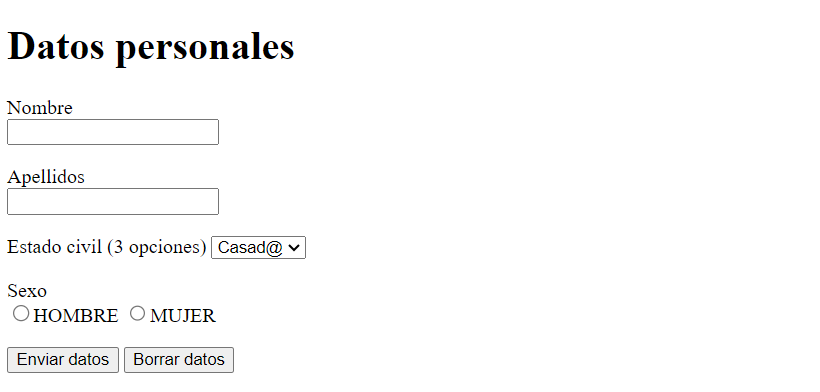 Datos personales
Nombre
Apellidos
Estado civil (3 opciones) Casad@
Sexo
HOMBRE MUJER
Enviar datos Borrar datos